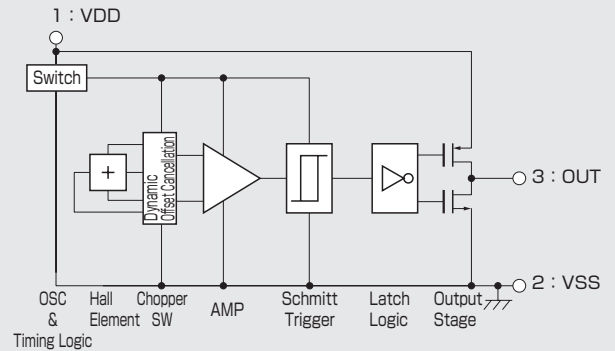 1：VDD
Switch
+
Dynamic
Offset Cancellation
3：OUT
2：VSS
OSC
&
Timing Logic
Hall
Element
Chopper
SW
AMP
Schmitt
Trigger
Latch
Logic
Output
Stage